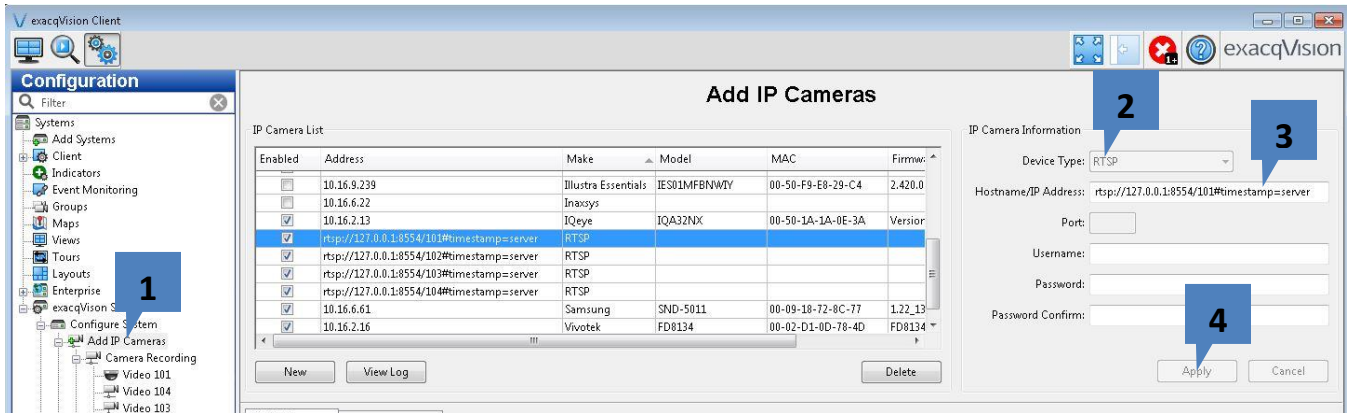 exacqVision Client
1+
exacqVision
Configuration
Filter
Systems
Add Systems
Client
Indicators
Event Monitoring
Groups
Maps
Views
Tours
Layouts
Enterprise
exacqVison S
Configure System
Add IP Cameras
Camera Recording
Video 101
Video 104
Video 103
1
Add IP Cameras
IP Camera List
Enabled Address Make Model MAC Firmw
10.16.9.239 Illustra Essentials IES01MFBNWIY 00-50-F9-E8-29-C4 2.420.0
10.16.6.22 Inaxsys
10.16.2.13 IQeye IQA32NX 00-50-1A-1A-0E-3A Version
rtsp://127.0.0.1:8554/101#timestamp=server RTSP
rtsp://127.0.0.1:8554/102#timestamp=server RTSP
rtsp://127.0.0.1:8554/103#timestamp=server RTSP
rtsp://127.0.0.1:8554/104#timestamp=server RTSP
10.16.6.61 Samsung SND-5011 00-09-18-72-8C-77 1.22_13
10.16.2.16 Vivotek FD8134 00-02-D1-0D-78-4D FD8134
New View Log Delete
2
3
IP Camera Information
Device Type: RTSP
Hostname/IP Address: rtsp://127.0.0.1:8554/101#timestamp=server
Port:
Username:
Password:
Password Confirm:
4
Apply Cancel